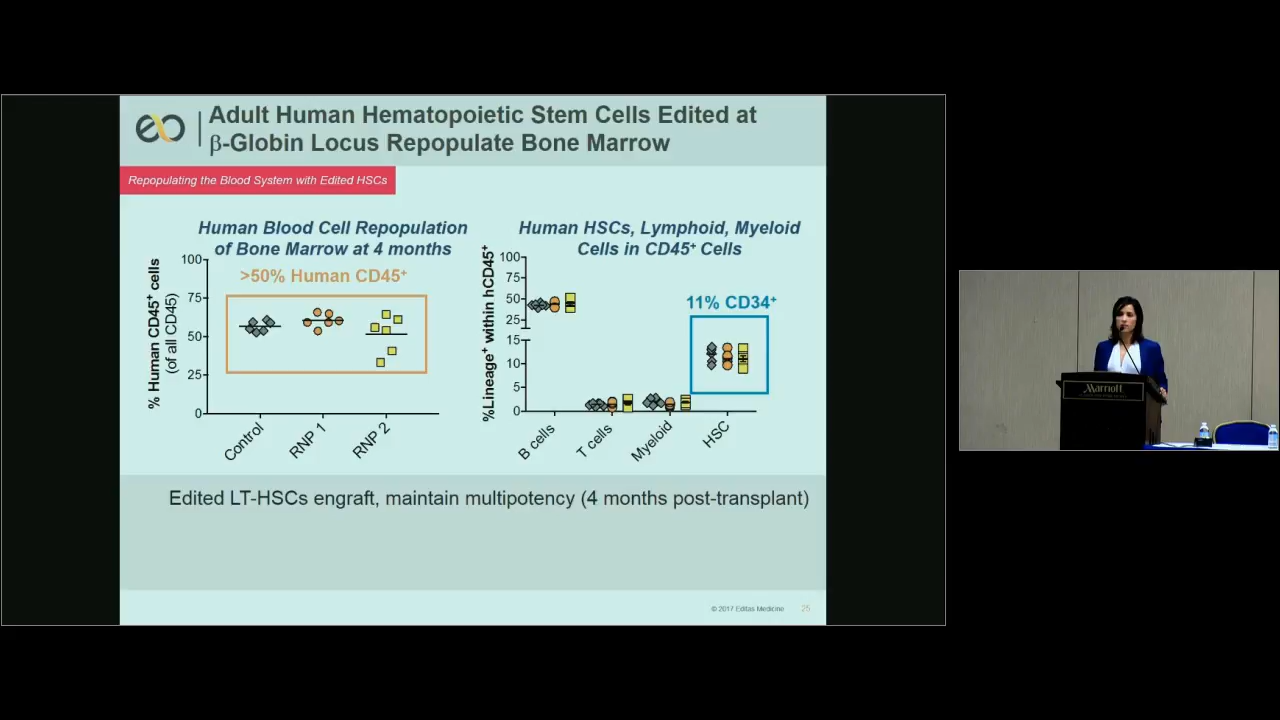 Adult Human Hematopoietic Stem Cells Edited at
β-Globin Locus Repopulate Bone Marrow
Repopulating the Blood System with Edited HSCs
Human Blood Cell Repopulation
of Bone Marrow at 4 months
% Human CD45⁺ cells
(of all CD45)
100
75
50
25
0
>50% Human CD45⁺
Control
RNP 1
RNP 2
Human HSCs, Lymphoid, Myeloid
Cells in CD45⁺ Cells
%Lineage⁺ within hCD45⁺
100
75
50
25
15
10
5
0
11% CD34⁺
B cells
T cells
Myeloid
HSC
Edited LT-HSCs engraft, maintain multipotency (4 months post-transplant)
© 2017 Editas Medicine
25
Marriott